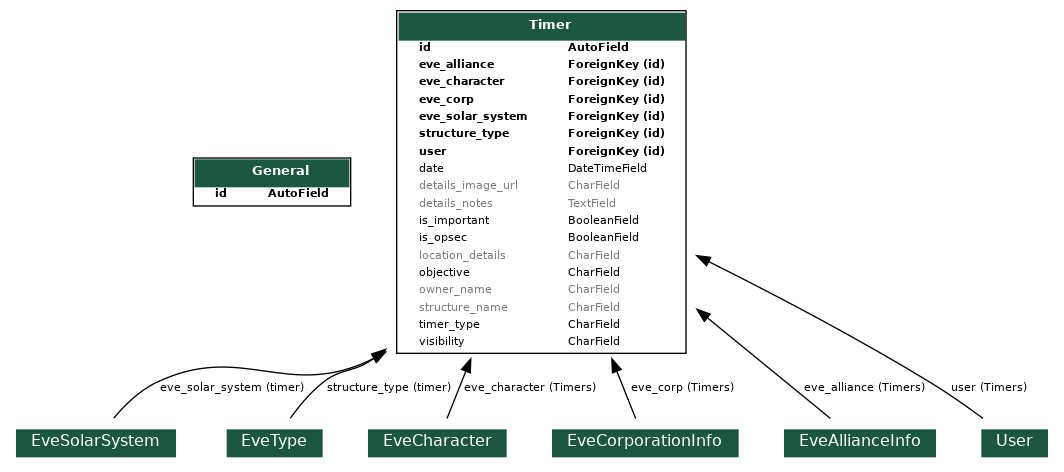 Timer
id AutoField
eve_alliance ForeignKey (id)
eve_character ForeignKey (id)
eve_corp ForeignKey (id)
eve_solar_system ForeignKey (id)
structure_type ForeignKey (id)
user ForeignKey (id)
date DateTimeField
details_image_url CharField
details_notes TextField
is_important BooleanField
is_opsec BooleanField
location_details CharField
objective CharField
owner_name CharField
structure_name CharField
timer_type CharField
visibility CharField
General
id AutoField
eve_solar_system (timer)
structure_type (timer)
eve_character (Timers)
eve_corp (Timers)
eve_alliance (Timers)
user (Timers)
EveSolarSystem
EveType
EveCharacter
EveCorporationInfo
EveAllianceInfo
User